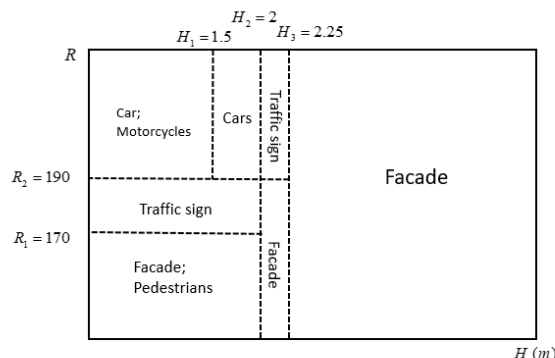 H₂ = 2
H₁ = 1.5
H₃ = 2.25
R
Car;
Motorcycles
Cars
Traffic sign
Facade
R₂ = 190
Traffic sign
R₁ = 170
Facade;
Pedestrians
Facade
H (m)